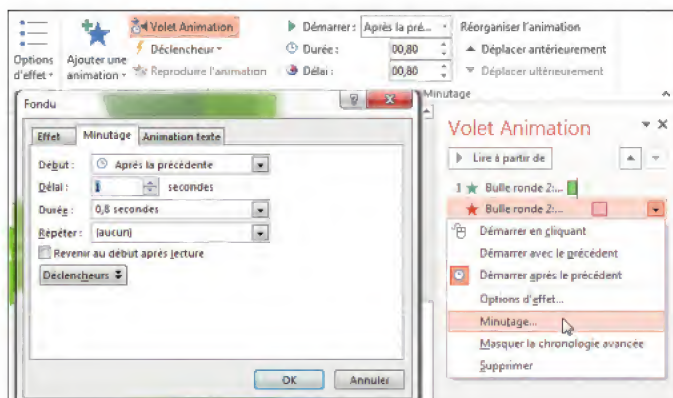 Volet Animation
Démarrer : Après la pré...
Réorganiser l'animation
Options d'effet
Ajouter une animation
Déclencheur
Durée : 00,80
Déplacer antérieurement
Reproduire l'animation
Délai : 00,80
Déplacer ultérieurement
Minutage
Fondu
Effet Minutage Animation texte
Début : Après la précédente
Délai : 1 secondes
Durée : 0,8 secondes
Répéter : (aucun)
Revenir au début après lecture
Déclencheurs
OK Annuler
Volet Animation
Lire à partir de
1 Bulle ronde 2:...
Bulle ronde 2:...
Démarrer en cliquant
Démarrer avec le précédent
Démarrer après le précédent
Options d'effet...
Minutage...
Masquer la chronologie avancée
Supprimer